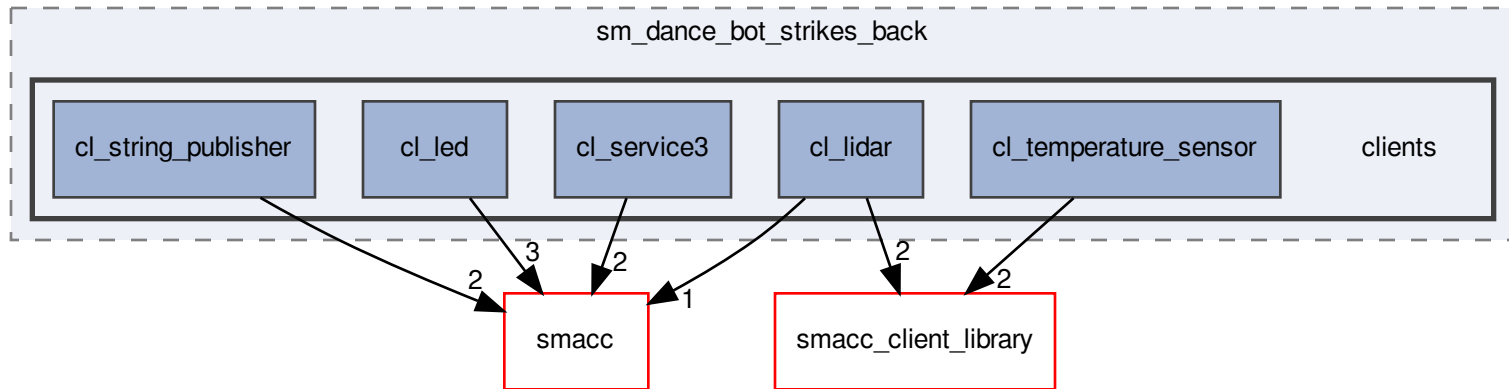 sm_dance_bot_strikes_back
cl_string_publisher
cl_led
cl_service3
cl_lidar
cl_temperature_sensor
clients
2
3
2
1
2
2
smacc
smacc_client_library